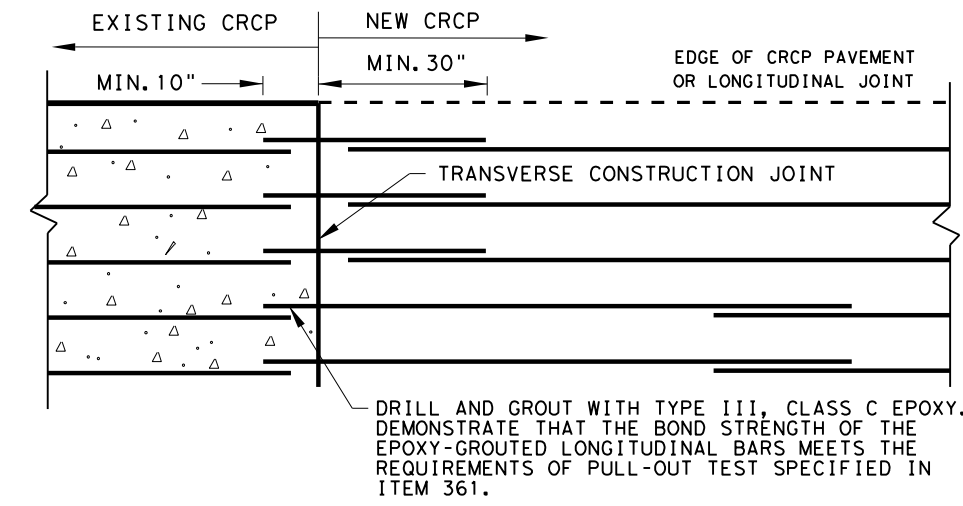 EXISTING CRCP
NEW CRCP
MIN. 10"
MIN. 30"
EDGE OF CRCP PAVEMENT
OR LONGITUDINAL JOINT
TRANSVERSE CONSTRUCTION JOINT
DRILL AND GROUT WITH TYPE III, CLASS C EPOXY.
DEMONSTRATE THAT THE BOND STRENGTH OF THE
EPOXY-GROUTED LONGITUDINAL BARS MEETS THE
REQUIREMENTS OF PULL-OUT TEST SPECIFIED IN
ITEM 361.